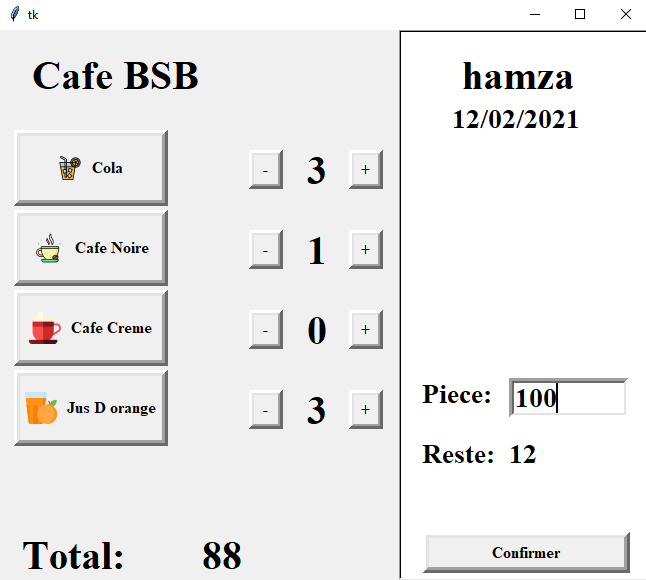 tk
Cafe BSB
Cola - 3 +
Cafe Noire - 1 +
Cafe Creme - 0 +
Jus D orange - 3 +
Total: 88
hamza
12/02/2021
Piece: 100
Reste: 12
Confirmer